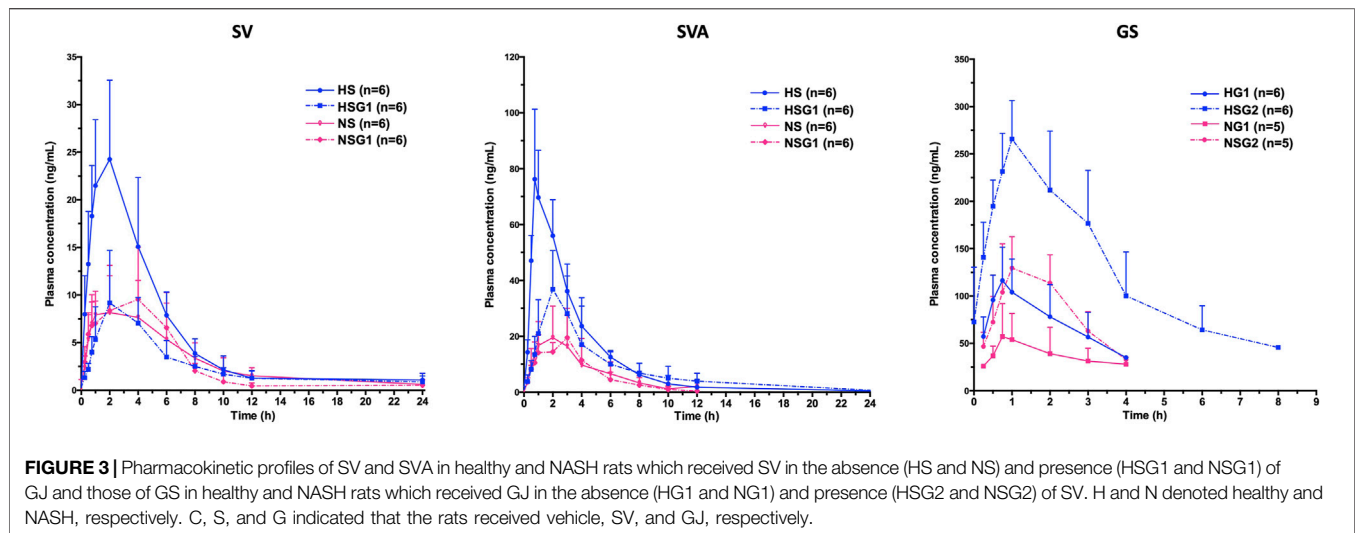 SV
Plasma concentration (ng/mL)
35
30
25
20
15
10
5
0
0 2 4 6 8 10 12 14 16 18 20 22 24
Time (h)
HS (n=6)
HSG1 (n=6)
NS (n=6)
NSG1 (n=6)
SVA
Plasma concentration (ng/mL)
120
100
80
60
40
20
0
0 2 4 6 8 10 12 14 16 18 20 22 24
Time (h)
HS (n=6)
HSG1 (n=6)
NS (n=6)
NSG1 (n=6)
GS
Plasma concentration (ng/mL)
350
300
250
200
150
100
50
0
0 1 2 3 4 5 6 7 8 9
Time (h)
HG1 (n=6)
HSG2 (n=6)
NG1 (n=5)
NSG2 (n=5)
FIGURE 3 | Pharmacokinetic profiles of SV and SVA in healthy and NASH rats which received SV in the absence (HS and NS) and presence (HSG1 and NSG1) of
GJ and those of GS in healthy and NASH rats which received GJ in the absence (HG1 and NG1) and presence (HSG2 and NSG2) of SV. H and N denoted healthy and
NASH, respectively. C, S, and G indicated that the rats received vehicle, SV, and GJ, respectively.